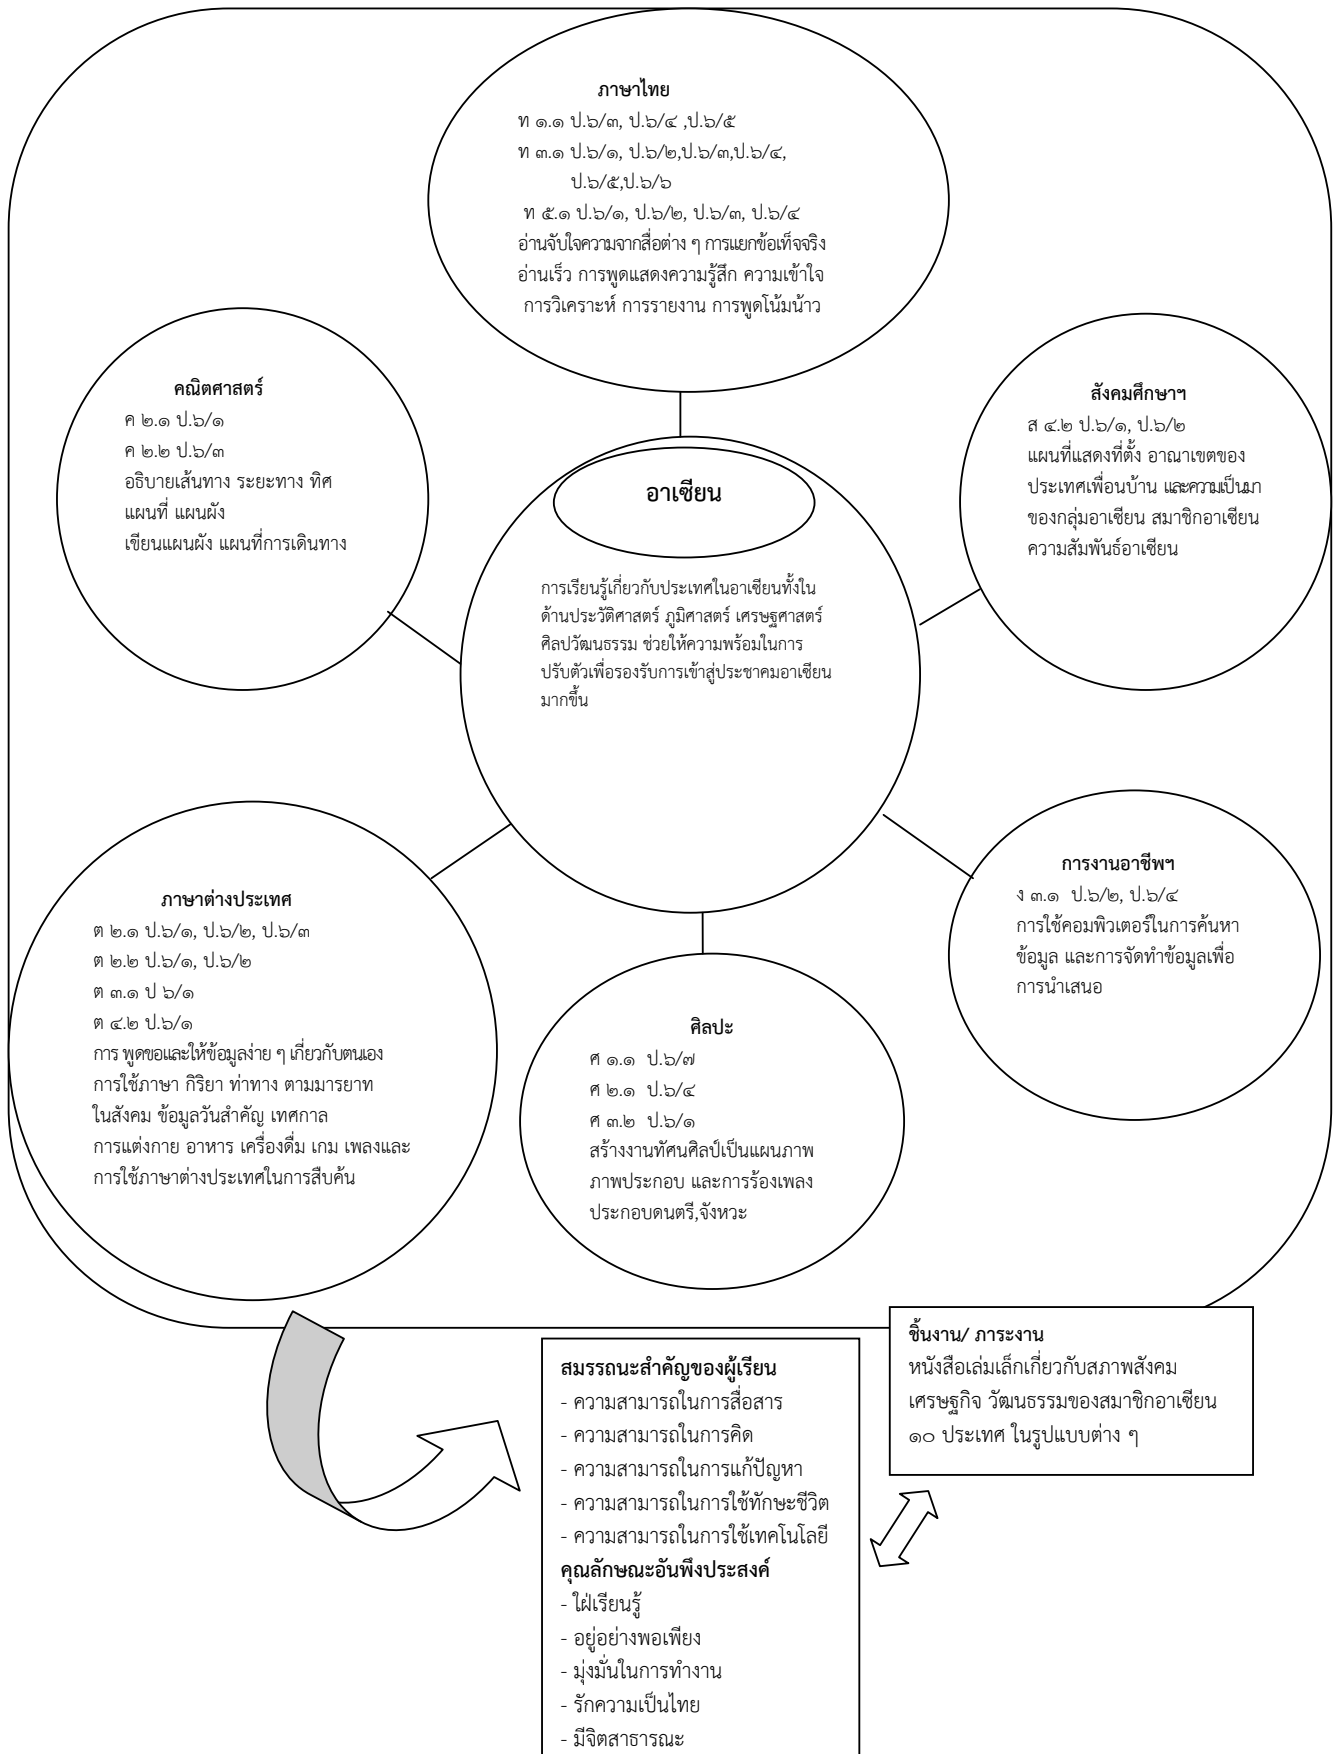 ภาษาไทย
ท ๑.๑ ป.๖/๓, ป.๖/๔ ,ป.๖/๕
ท ๓.๑ ป.๖/๑, ป.๖/๒,ป.๖/๓,ป.๖/๔,
ป.๖/๕,ป.๖/๖
ท ๕.๑ ป.๖/๑, ป.๖/๒, ป.๖/๓, ป.๖/๔
อ่านจับใจความจากสื่อต่าง ๆ การแยกข้อเท็จจริง
อ่านเร็ว การพูดแสดงความรู้สึก ความเข้าใจ
การวิเคราะห์ การรายงาน การพูดโน้มน้าว
คณิตศาสตร์
ค ๒.๑ ป.๖/๑
ค ๒.๒ ป.๖/๓
อธิบายเส้นทาง ระยะทาง ทิศ
แผนที่ แผนผัง
เขียนแผนผัง แผนที่การเดินทาง
สังคมศึกษาฯ
ส ๔.๒ ป.๖/๑, ป.๖/๒
แผนที่แสดงที่ตั้ง อาณาเขตของ
ประเทศเพื่อนบ้าน และความเป็นมา
ของกลุ่มอาเซียน สมาชิกอาเซียน
ความสัมพันธ์อาเซียน
อาเซียน
การเรียนรู้เกี่ยวกับประเทศในอาเซียนทั้งใน
ด้านประวัติศาสตร์ ภูมิศาสตร์ เศรษฐศาสตร์
ศิลปวัฒนธรรม ช่วยให้ความพร้อมในการ
ปรับตัวเพื่อรองรับการเข้าสู่ประชาคมอาเซียน
มากขึ้น
ภาษาต่างประเทศ
ต ๒.๑ ป.๖/๑, ป.๖/๒, ป.๖/๓
ต ๒.๒ ป.๖/๑, ป.๖/๒
ต ๓.๑ ป ๖/๑
ต ๔.๒ ป.๖/๑
การ พูดขอและให้ข้อมูลง่าย ๆ เกี่ยวกับตนเอง
การใช้ภาษา กิริยา ท่าทาง ตามมารยาท
ในสังคม ข้อมูลวันสำคัญ เทศกาล
การแต่งกาย อาหาร เครื่องดื่ม เกม เพลงและ
การใช้ภาษาต่างประเทศในการสืบค้น
การงานอาชีพฯ
ง ๓.๑ ป.๖/๒, ป.๖/๔
การใช้คอมพิวเตอร์ในการค้นหา
ข้อมูล และการจัดทำข้อมูลเพื่อ
การนำเสนอ
ศิลปะ
ศ ๑.๑ ป.๖/๗
ศ ๒.๑ ป.๖/๔
ศ ๓.๒ ป.๖/๑
สร้างงานทัศนศิลป์เป็นแผนภาพ
ภาพประกอบ และการร้องเพลง
ประกอบดนตรี,จังหวะ
ชิ้นงาน/ ภาระงาน
หนังสือเล่มเล็กเกี่ยวกับสภาพสังคม
เศรษฐกิจ วัฒนธรรมของสมาชิกอาเซียน
๑๐ ประเทศ ในรูปแบบต่าง ๆ
สมรรถนะสำคัญของผู้เรียน
- ความสามารถในการสื่อสาร
- ความสามารถในการคิด
- ความสามารถในการแก้ปัญหา
- ความสามารถในการใช้ทักษะชีวิต
- ความสามารถในการใช้เทคโนโลยี
คุณลักษณะอันพึงประสงค์
- ใฝ่เรียนรู้
- อยู่อย่างพอเพียง
- มุ่งมั่นในการทำงาน
- รักความเป็นไทย
- มีจิตสาธารณะ